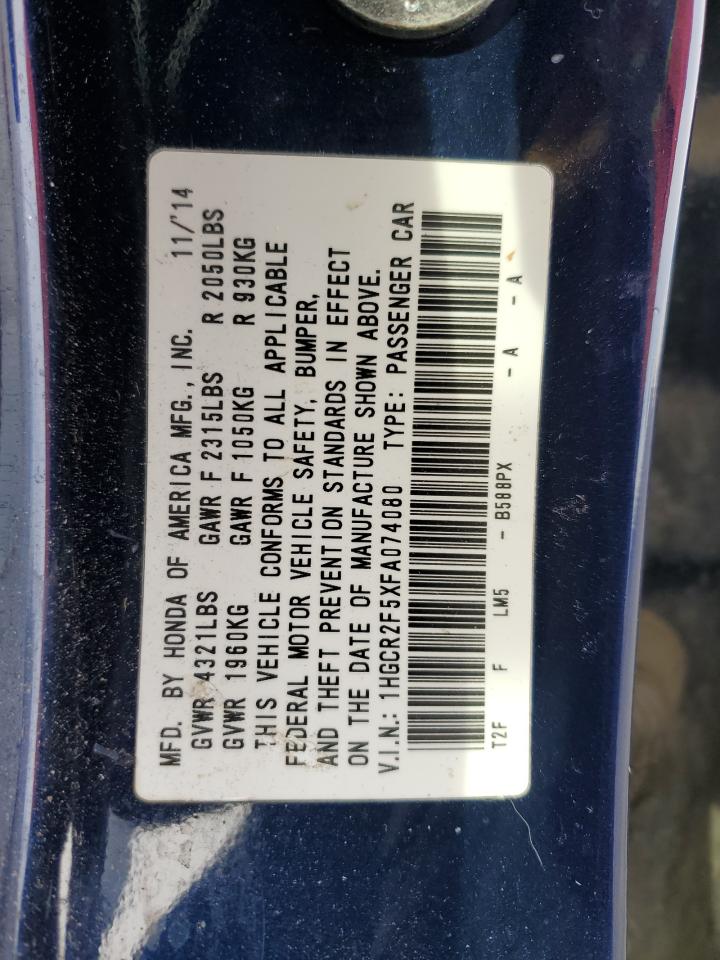 MFD. BY HONDA OF AMERICA MFG., INC. 11/'14
GVWR 4321LBS GAWR F 2315LBS R 2050LBS
GVWR 1960KG GAWR F 1050KG R 930KG
THIS VEHICLE CONFORMS TO ALL APPLICABLE
FEDERAL MOTOR VEHICLE SAFETY, BUMPER,
AND THEFT PREVENTION STANDARDS IN EFFECT
ON THE DATE OF MANUFACTURE SHOWN ABOVE.
V.I.N.: 1HGCR2F5XFA074080 TYPE: PASSENGER CAR
T2F F LM5 - B588PX - A - A